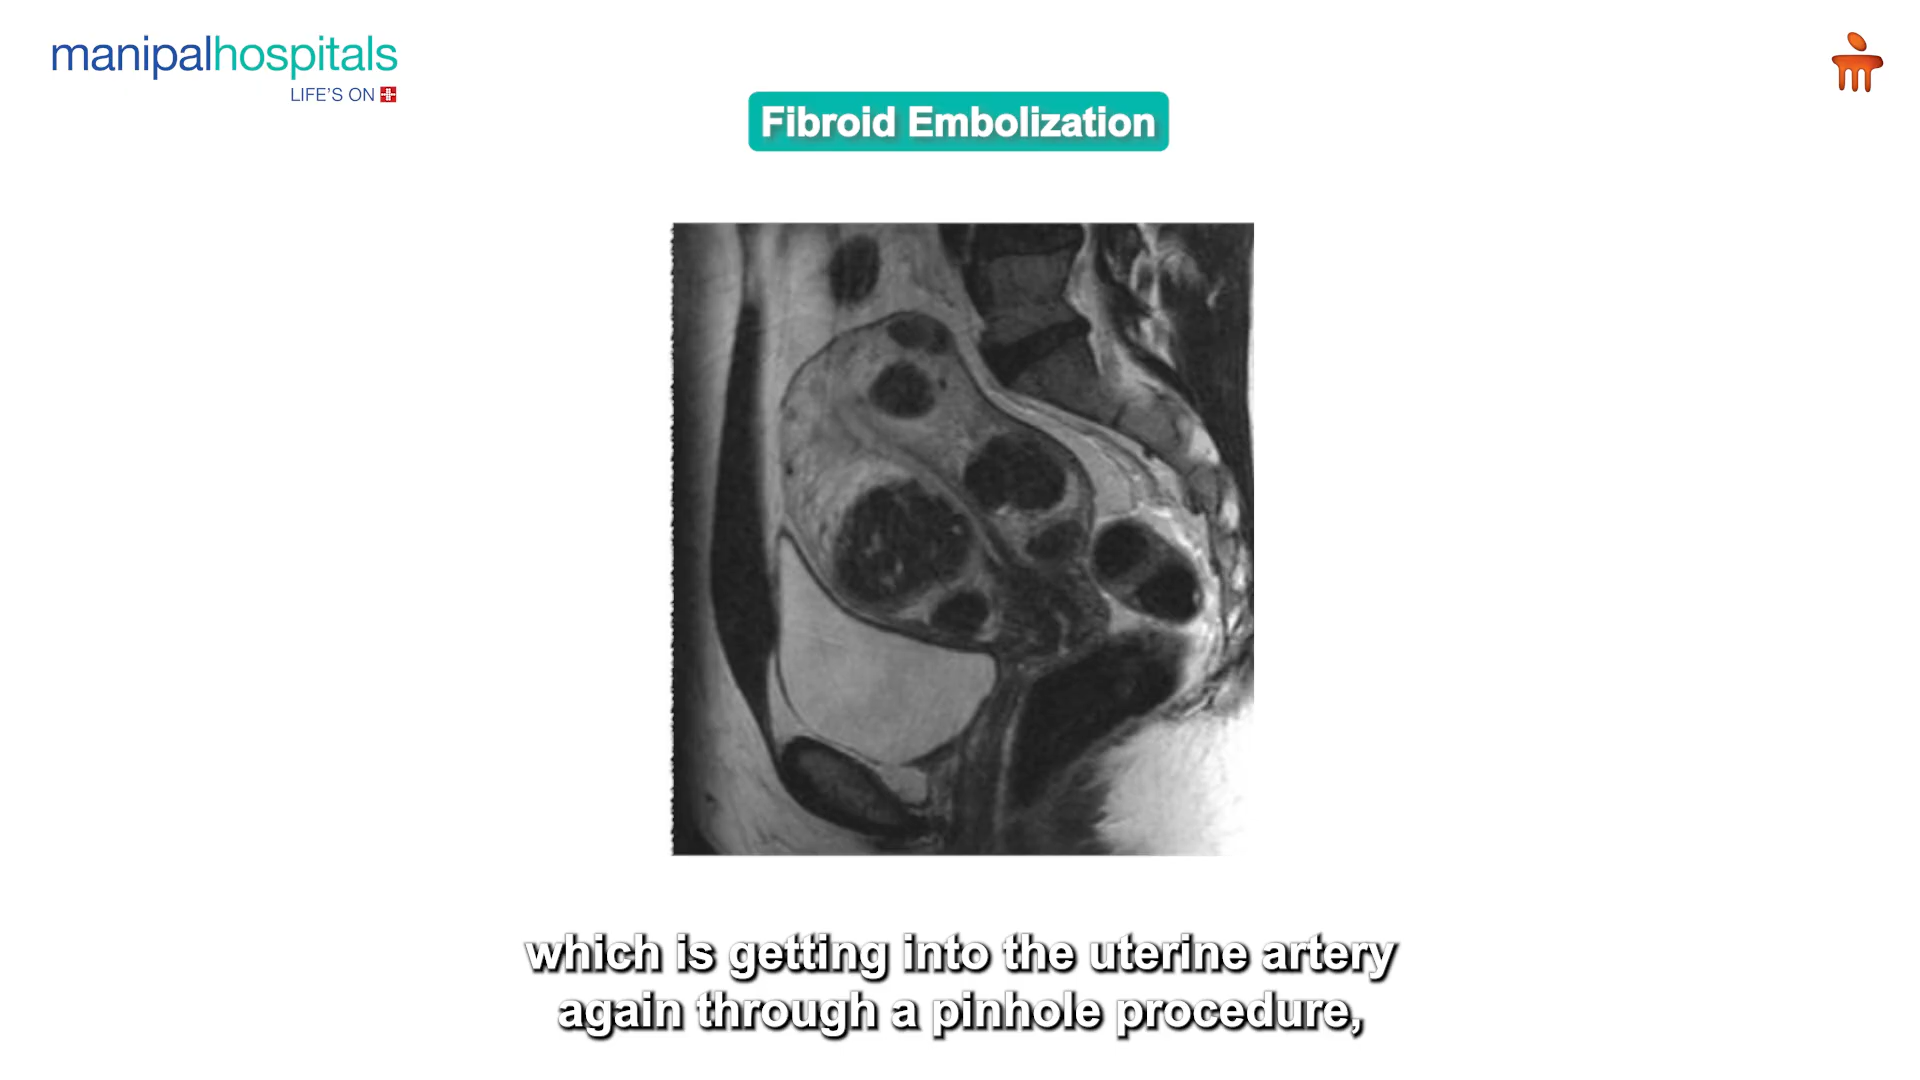 manipalhospitals
LIFE'S ON
Fibroid Embolization
which is getting into the uterine artery
again through a pinhole procedure,